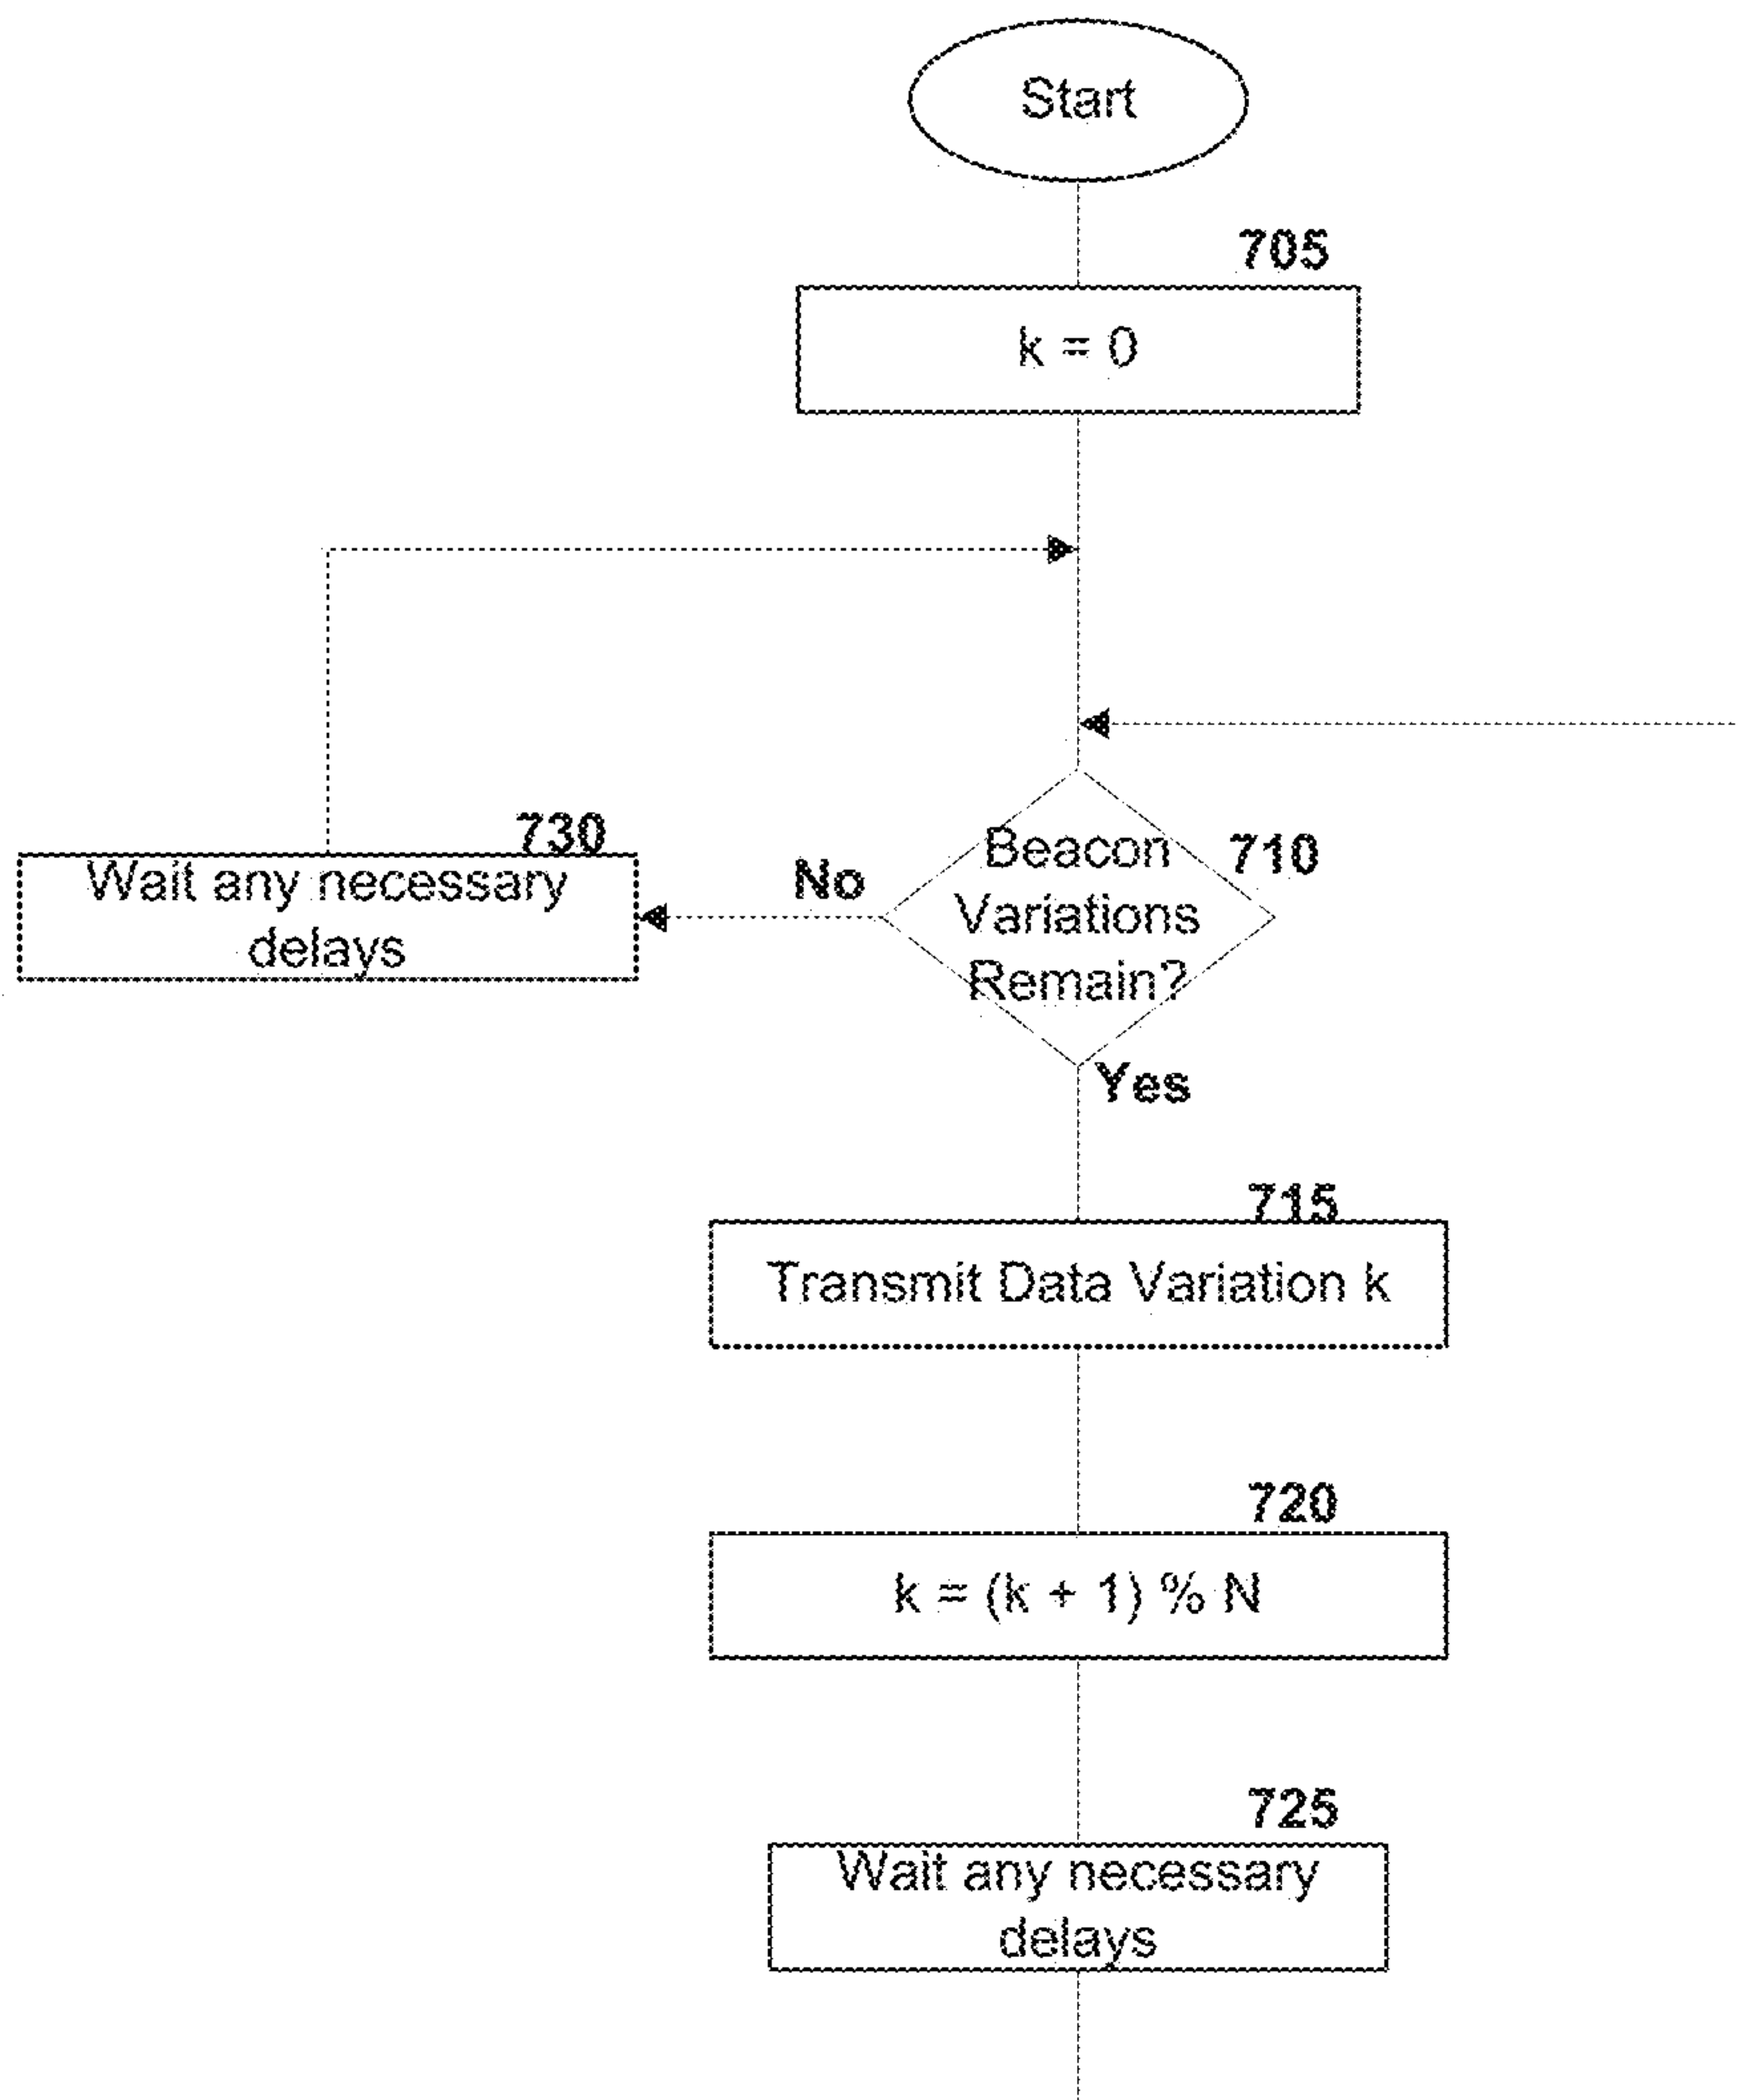 Start
705
k = 0
730
Wait any necessary
delays
No
Beacon
Variations
Remain?
710
Yes
715
Transmit Data Variation k
720
k = (k + 1) % N
725
Wait any necessary
delays